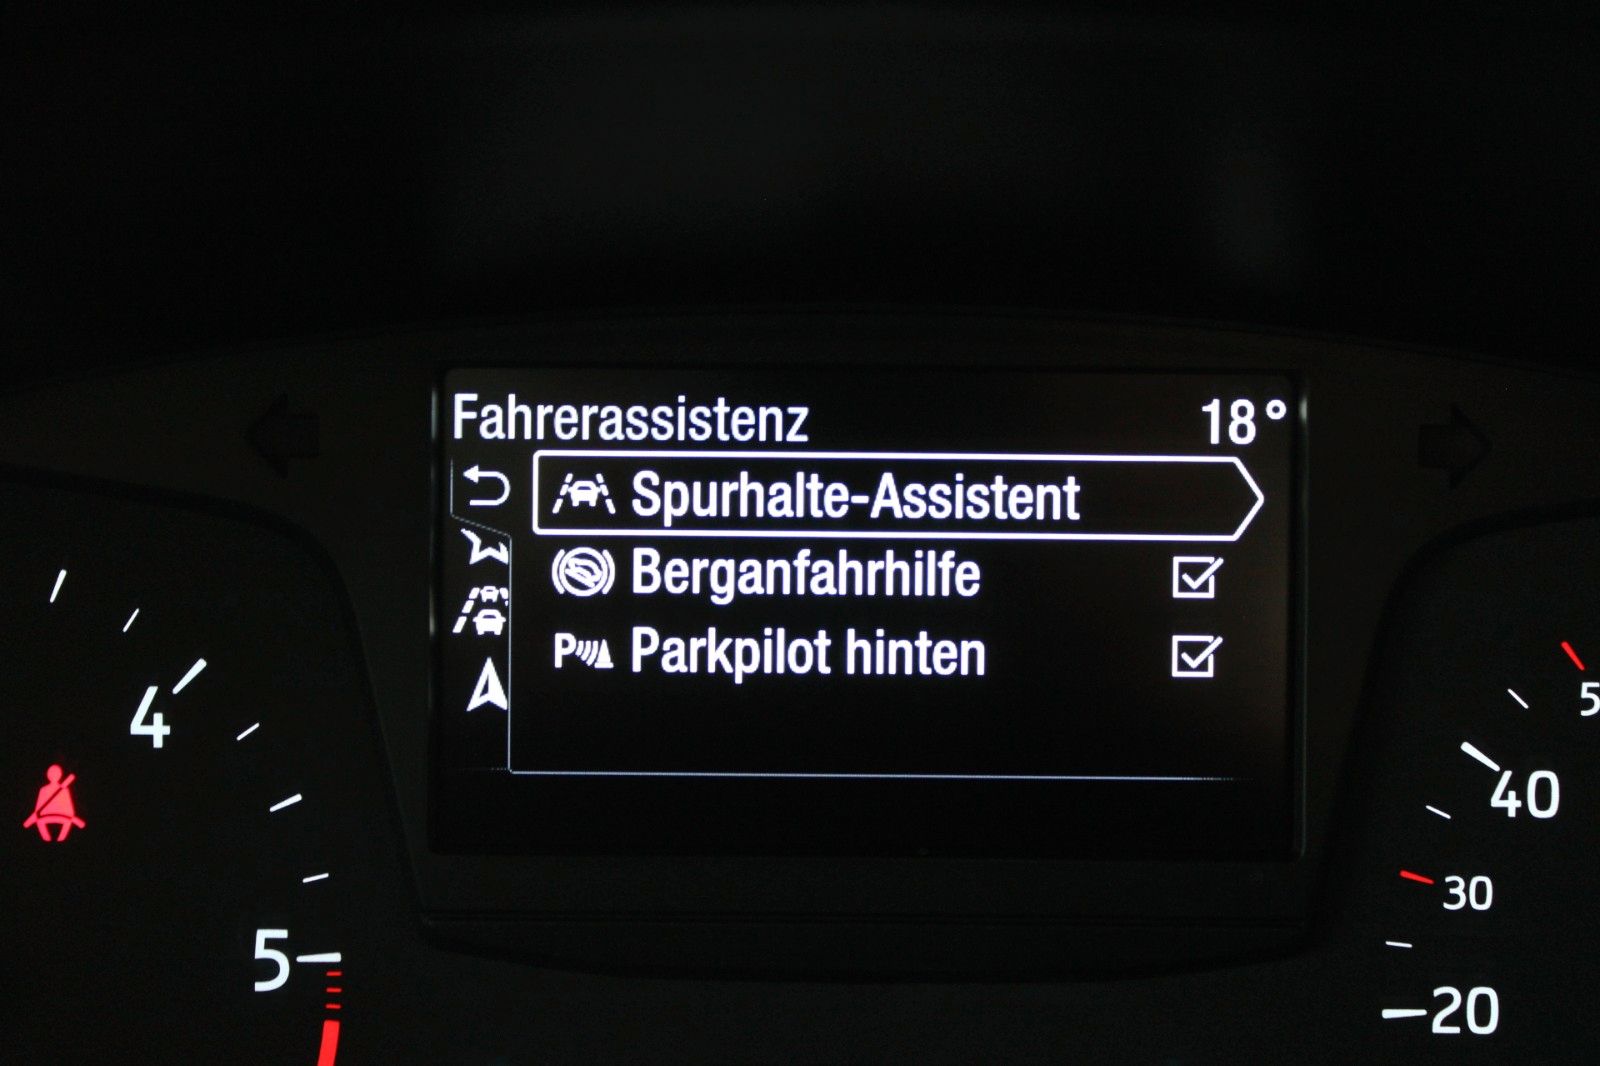 Fahrerassistenz 18°
Spurhalte-Assistent
Berganfahrhilfe
P Parkpilot hinten
4
5
40
30
20